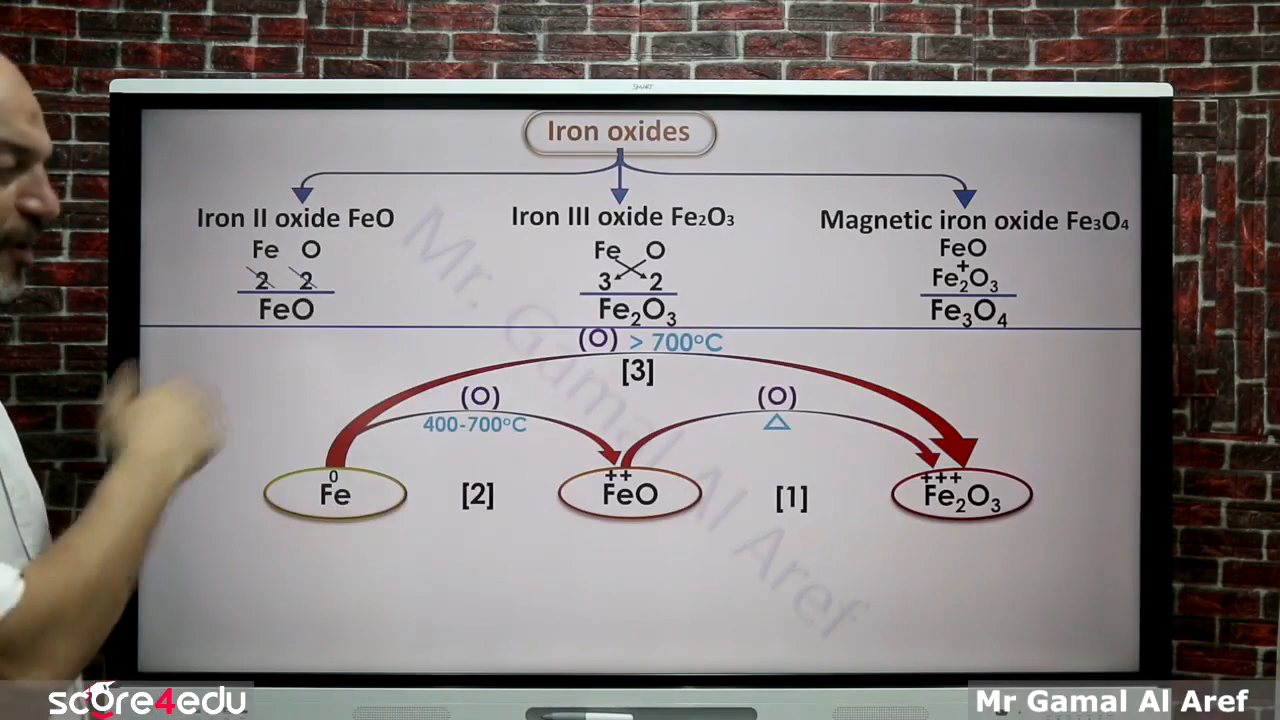 SMART
Iron oxides
Iron II oxide FeO
Fe O
2 2
FeO
Iron III oxide Fe₂O₃
Fe O
3 2
Fe₂O₃
Magnetic iron oxide Fe₃O₄
FeO
+
Fe₂O₃
Fe₃O₄
(O) > 700°C
[3]
(O)
400-700°C
(O)
△
0
Fe
[2]
++
FeO
[1]
+++
Fe₂O₃
Mr. Gamal Al Aref
score4edu
Mr Gamal Al Aref